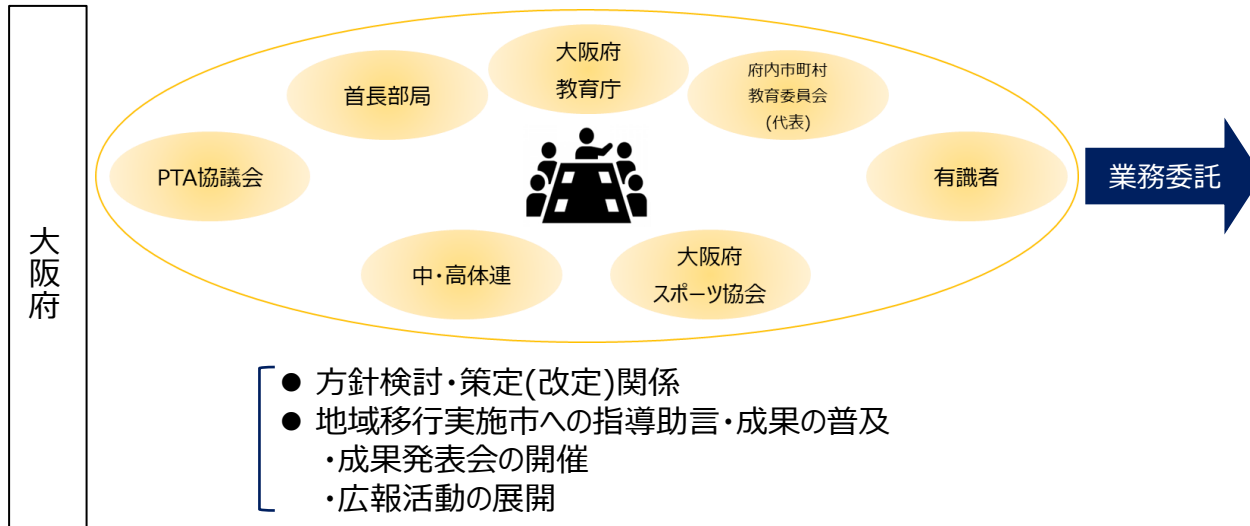 大阪府
大阪府
教育庁
首長部局
府内市町村
教育委員会
(代表)
PTA協議会
有識者
業務委託
中・高体連
大阪府
スポーツ協会
● 方針検討・策定(改定)関係
● 地域移行実施市への指導助言・成果の普及
・成果発表会の開催
・広報活動の展開